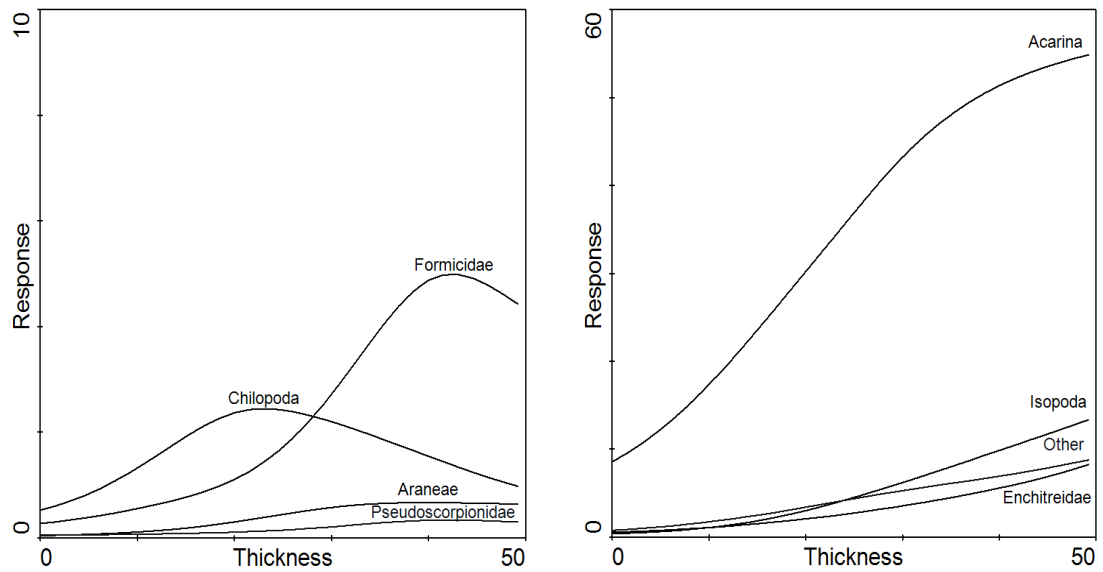 10
Response
0
Formicidae
Chilopoda
Araneae
Pseudoscorpionidae
0
Thickness
50
60
Response
0
Acarina
Isopoda
Other
Enchitreidae
0
Thickness
50